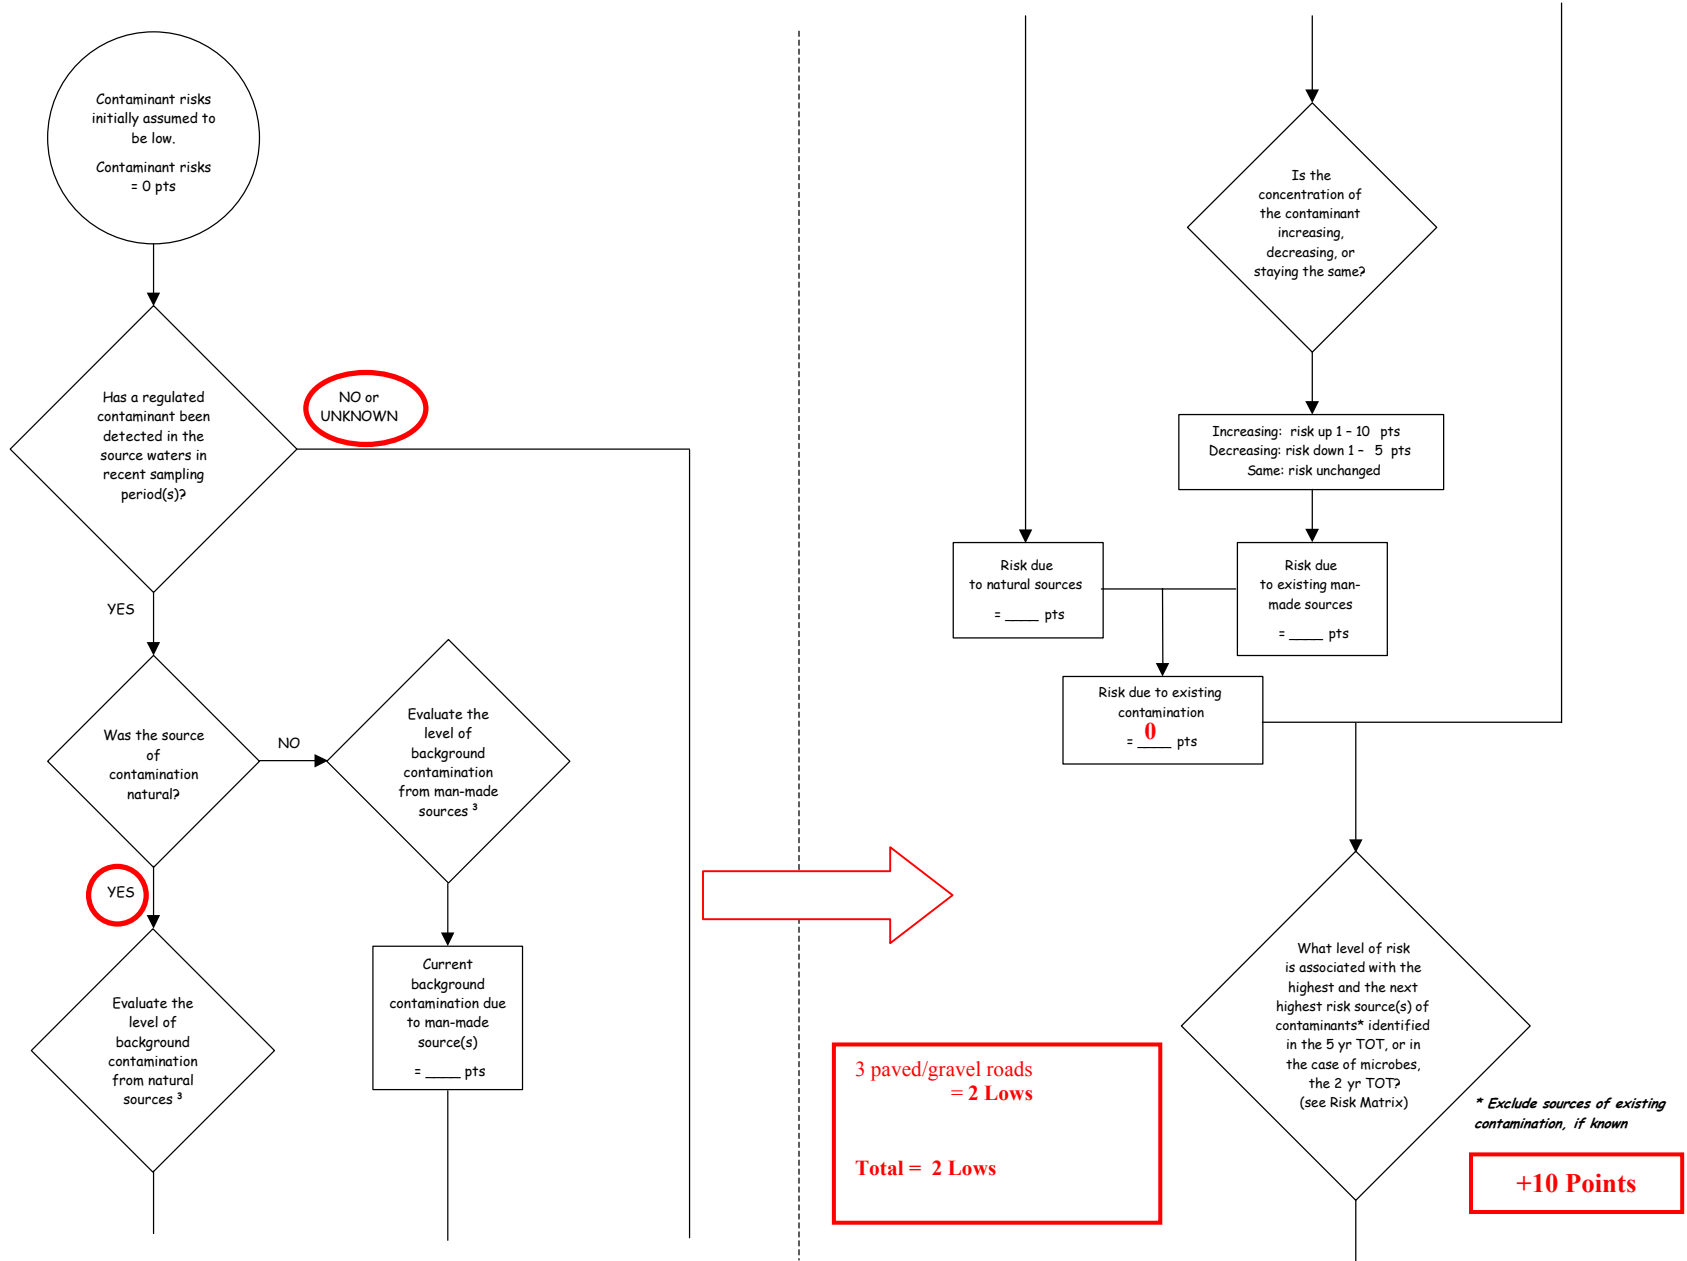 Contaminant risks
initially assumed to
be low.
Contaminant risks
= 0 pts
Has a regulated
contaminant been
detected in the
source waters in
recent sampling
period(s)?
NO or
UNKNOWN
YES
Was the source
of
contamination
natural?
NO
Evaluate the
level of
background
contamination
from man-made
sources ³
YES
Evaluate the
level of
background
contamination
from natural
sources ³
Current
background
contamination due
to man-made
source(s)
= ____ pts
Is the
concentration of
the contaminant
increasing,
decreasing, or
staying the same?
Increasing: risk up 1 – 10 pts
Decreasing: risk down 1 – 5 pts
Same: risk unchanged
Risk due
to natural sources
= ____ pts
Risk due
to existing man-
made sources
= ____ pts
Risk due to existing
contamination
0
= ____ pts
What level of risk
is associated with the
highest and the next
highest risk source(s) of
contaminants* identified
in the 5 yr TOT, or in
the case of microbes,
the 2 yr TOT?
(see Risk Matrix)
* Exclude sources of existing
contamination, if known
+10 Points
3 paved/gravel roads
= 2 Lows
Total = 2 Lows